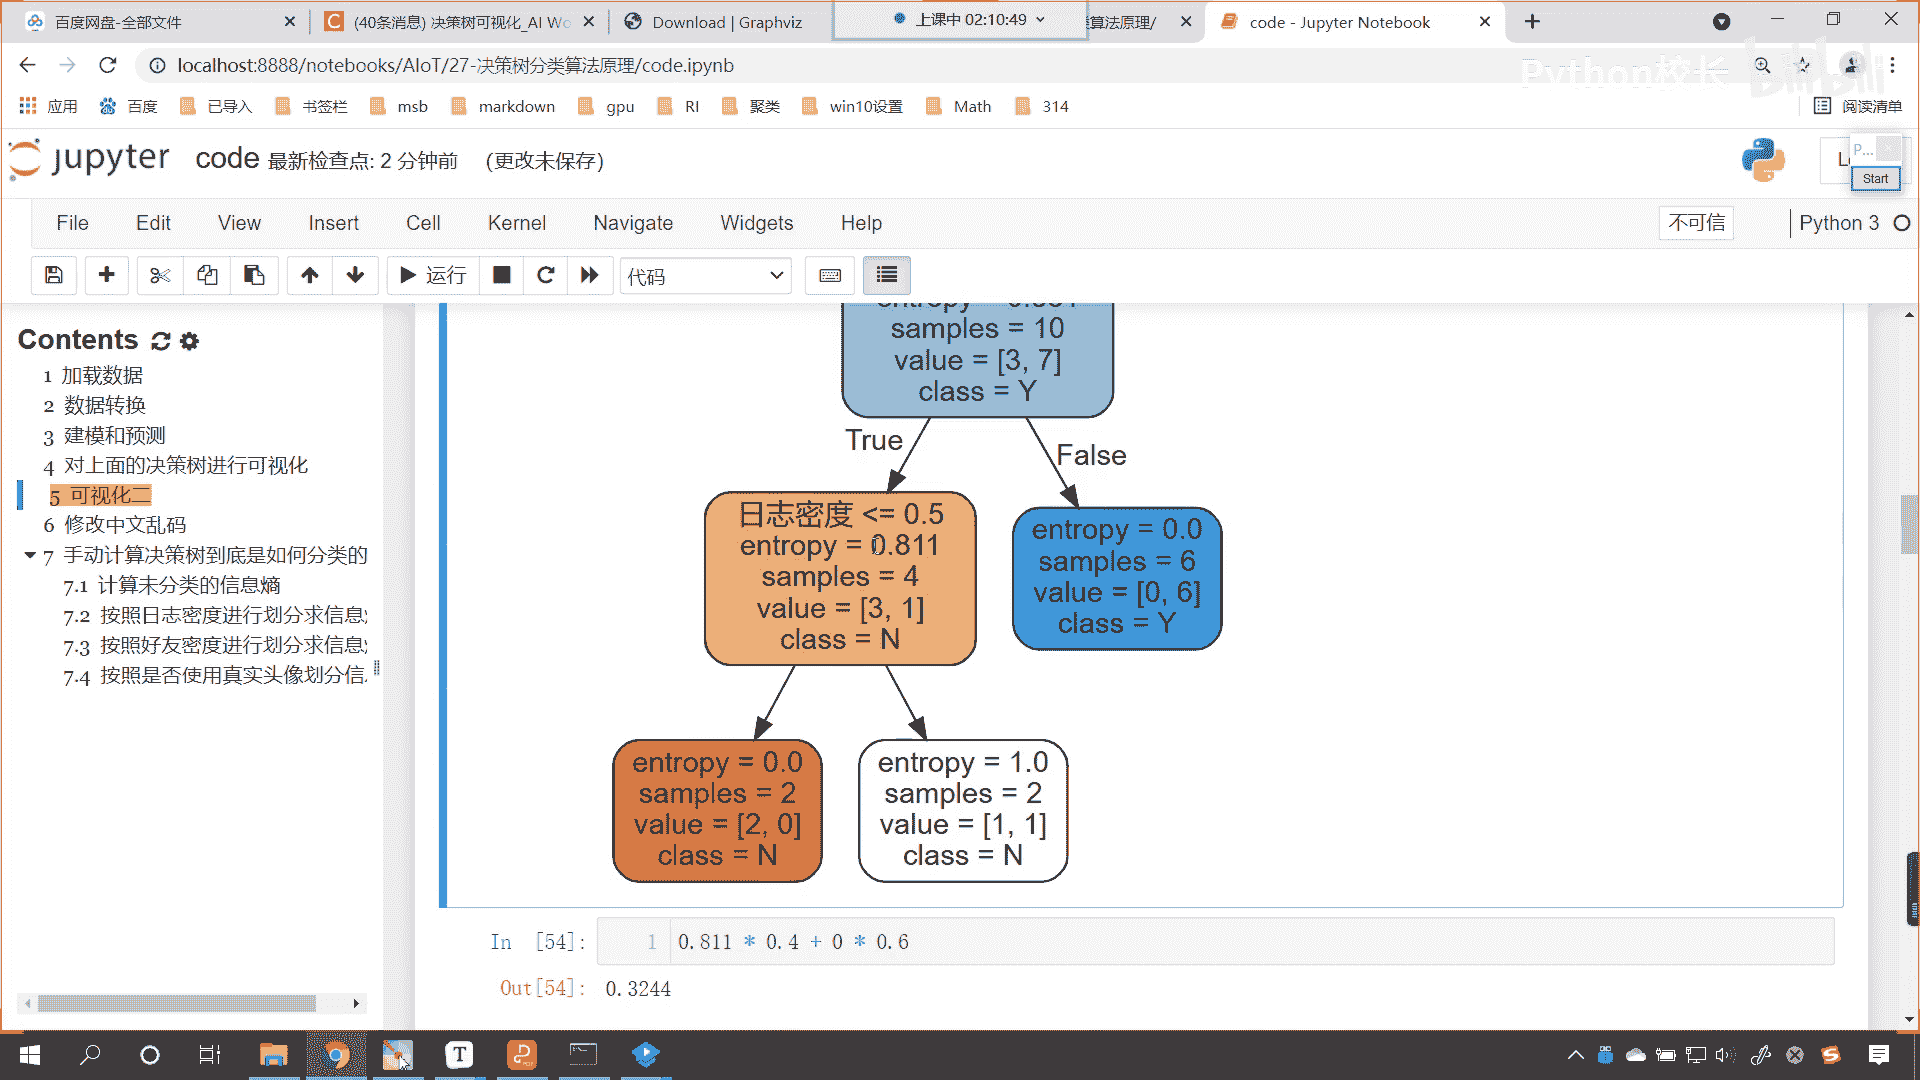 百度网盘-全部文件
(40条消息) 决策树可视化_AI Wo
Download | Graphviz
上课中 02:10:49
算法原理/
code - Jupyter Notebook
localhost:8888/notebooks/AIoT/27-决策树分类算法原理/code.ipynb
Python校长
bilibili
应用
百度
已导入
书签栏
msb
markdown
gpu
RI
聚类
win10设置
Math
314
阅读清单
jupyter
code 最新检查点: 2 分钟前 (更改未保存)
P...
Start
File
Edit
View
Insert
Cell
Kernel
Navigate
Widgets
Help
不可信
Python 3
运行
代码
Contents
1 加载数据
2 数据转换
3 建模和预测
4 对上面的决策树进行可视化
5 可视化二
6 修改中文乱码
7 手动计算决策树到底是如何分类的
7.1 计算未分类的信息熵
7.2 按照日志密度进行划分求信息
7.3 按照好友密度进行划分求信息
7.4 按照是否使用真实头像划分信
samples = 10
value = [3, 7]
class = Y
True
False
日志密度 <= 0.5
entropy = 0.811
samples = 4
value = [3, 1]
class = N
entropy = 0.0
samples = 6
value = [0, 6]
class = Y
entropy = 0.0
samples = 2
value = [2, 0]
class = N
entropy = 1.0
samples = 2
value = [1, 1]
class = N
In [54]:
1 0.811 * 0.4 + 0 * 0.6
Out[54]: 0.3244